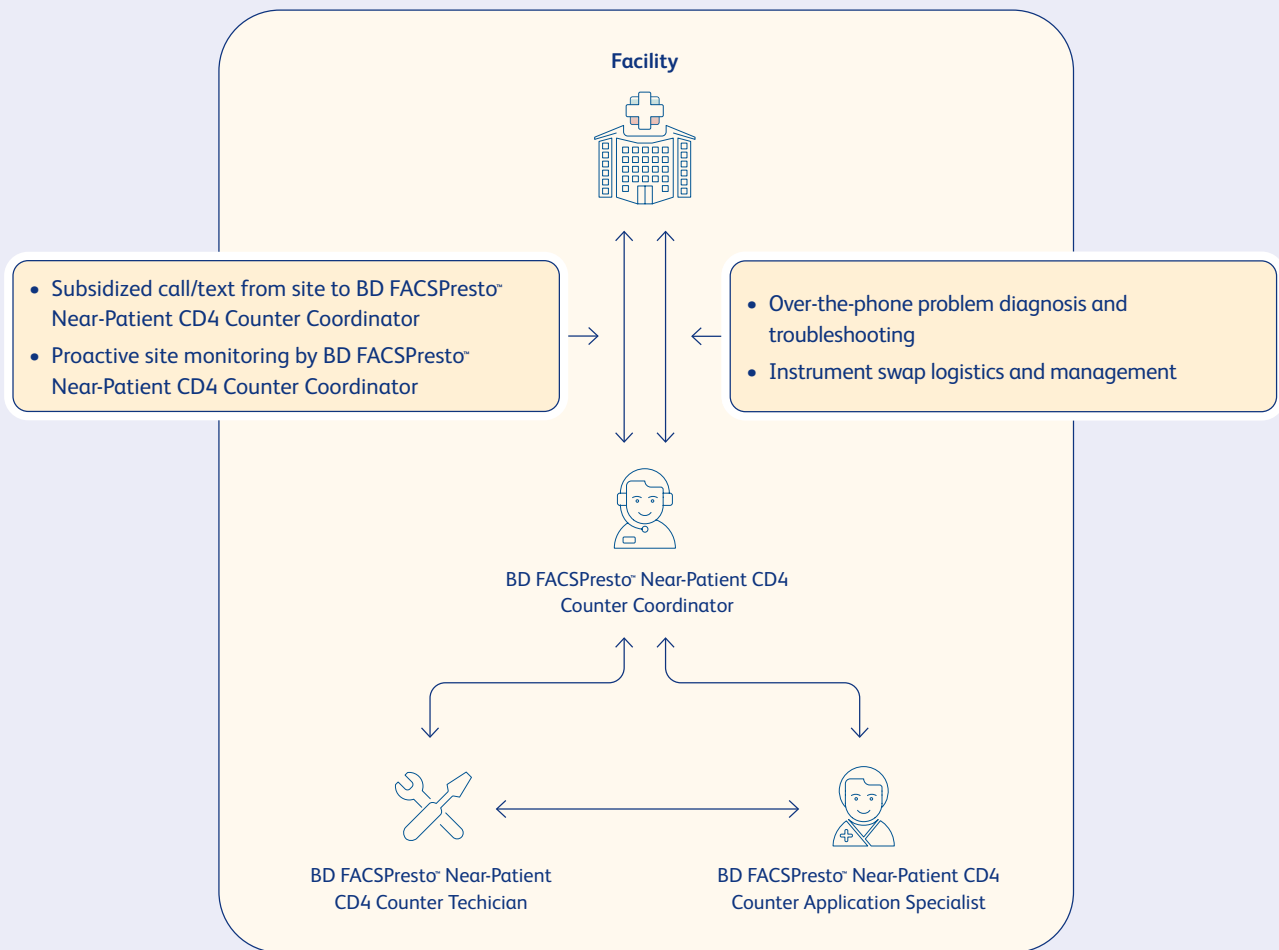 Facility
• Subsidized call/text from site to BD FACSPresto™
Near-Patient CD4 Counter Coordinator
• Proactive site monitoring by BD FACSPresto™
Near-Patient CD4 Counter Coordinator
• Over-the-phone problem diagnosis and
troubleshooting
• Instrument swap logistics and management
BD FACSPresto™ Near-Patient CD4
Counter Coordinator
BD FACSPresto™ Near-Patient
CD4 Counter Techician
BD FACSPresto™ Near-Patient CD4
Counter Application Specialist